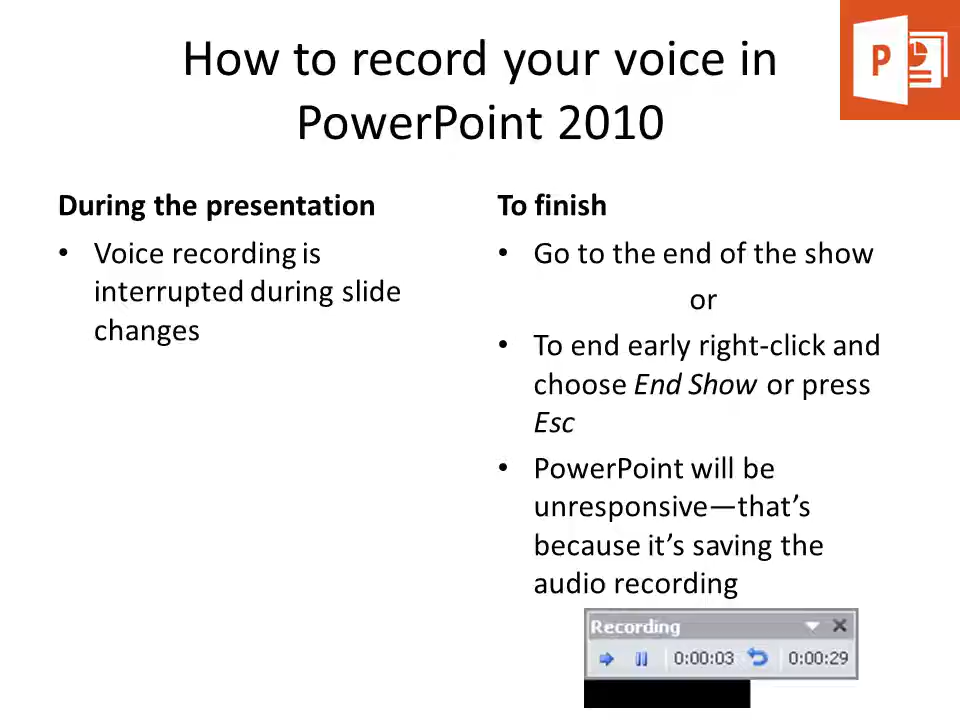 How to record your voice in
PowerPoint 2010
P
During the presentation
• Voice recording is
interrupted during slide
changes
To finish
• Go to the end of the show
or
• To end early right-click and
choose End Show or press
Esc
• PowerPoint will be
unresponsive—that’s
because it’s saving the
audio recording
Recording
0:00:03 0:00:29